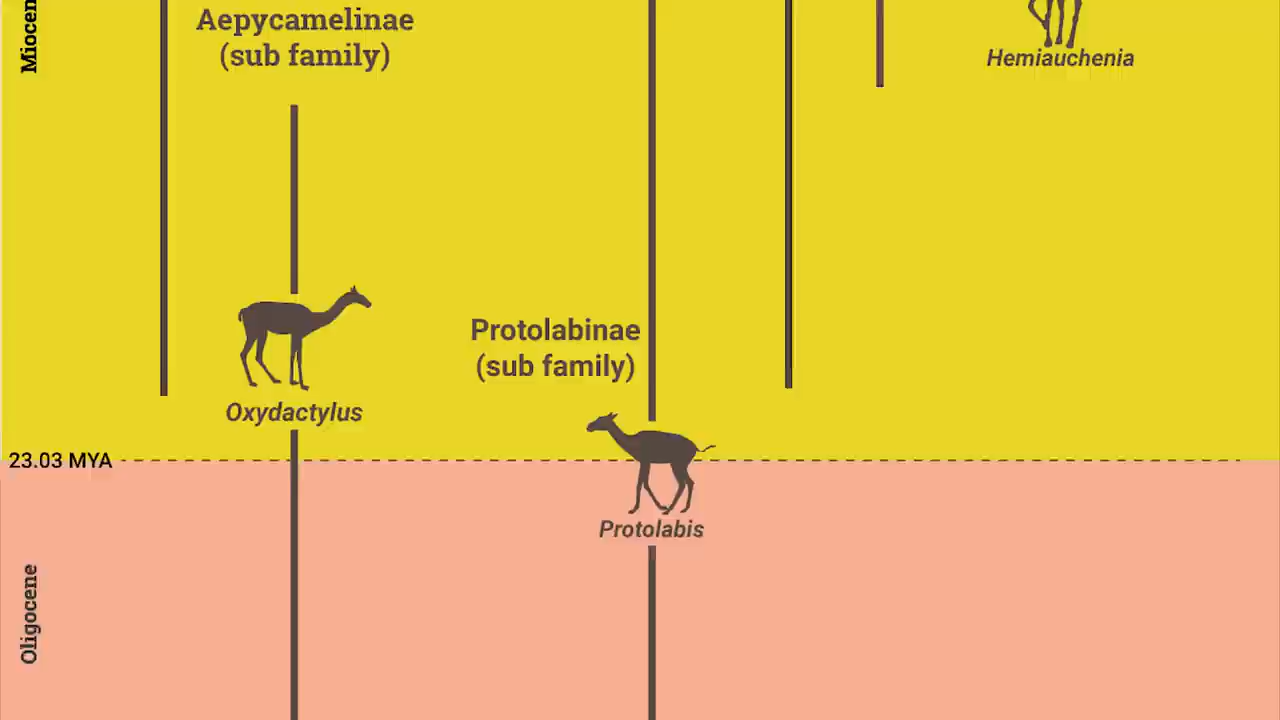 Miocen
Aepycamelinae
(sub family)
Hemiauchenia
Protolabinae
(sub family)
Oxydactylus
23.03 MYA
Protolabis
Oligocene